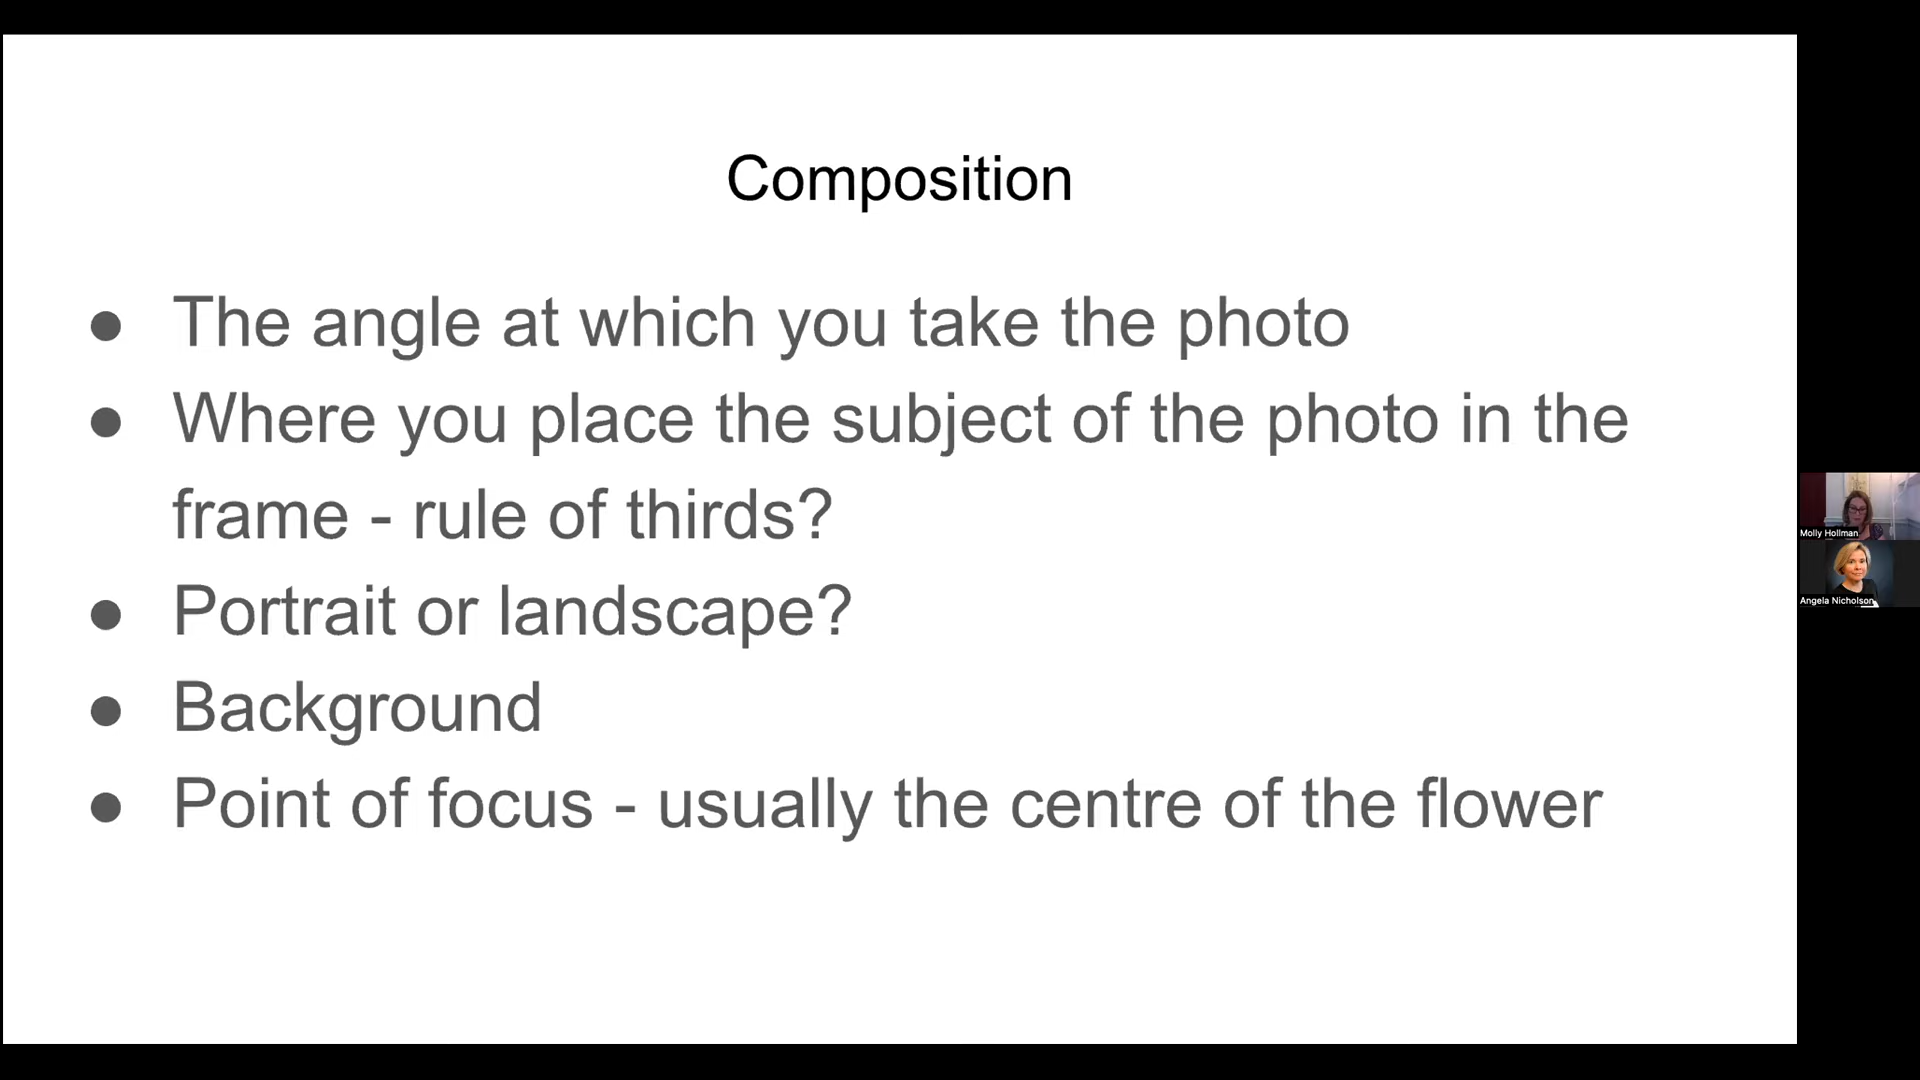 Composition
● The angle at which you take the photo
● Where you place the subject of the photo in the
frame - rule of thirds?
● Portrait or landscape?
● Background
● Point of focus - usually the centre of the flower
Molly Hollman
Angela Nicholson